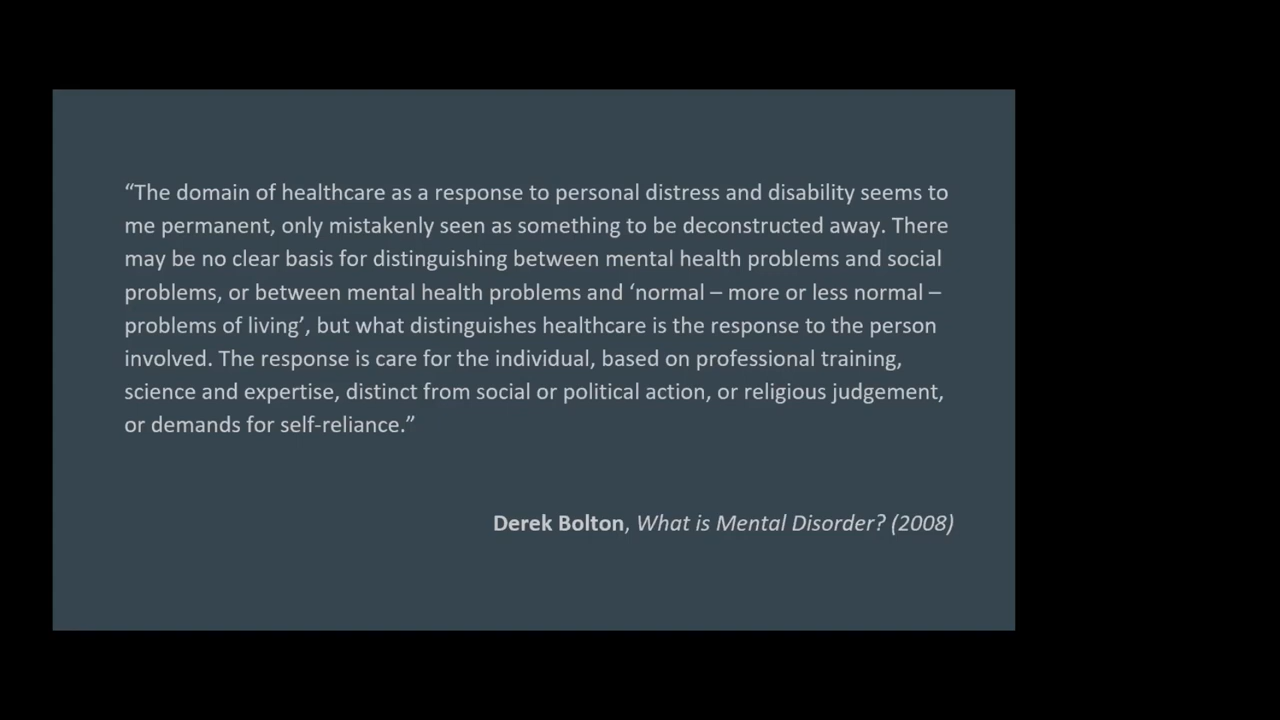 “The domain of healthcare as a response to personal distress and disability seems to
me permanent, only mistakenly seen as something to be deconstructed away. There
may be no clear basis for distinguishing between mental health problems and social
problems, or between mental health problems and ‘normal – more or less normal –
problems of living’, but what distinguishes healthcare is the response to the person
involved. The response is care for the individual, based on professional training,
science and expertise, distinct from social or political action, or religious judgement,
or demands for self-reliance.”
Derek Bolton, What is Mental Disorder? (2008)